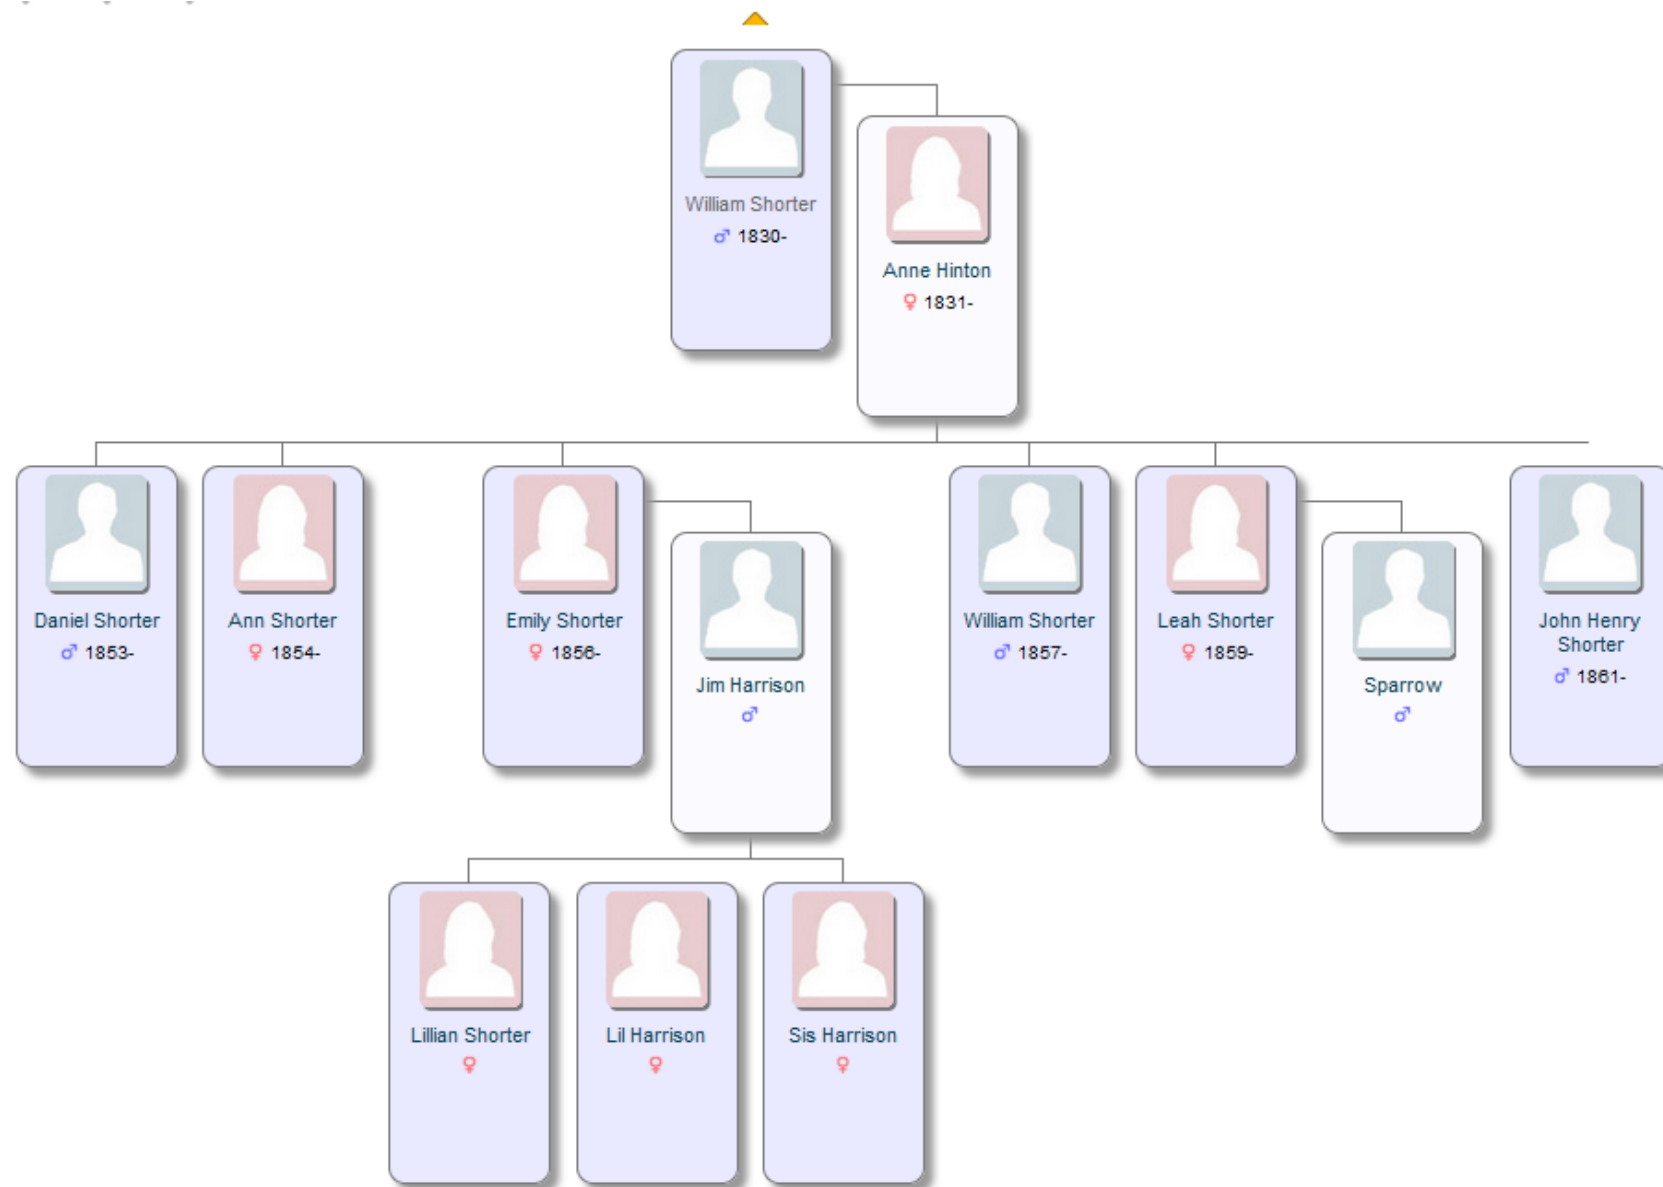 William Shorter
♂ 1830-
Anne Hinton
♀ 1831-
Daniel Shorter
♂ 1853-
Ann Shorter
♀ 1854-
Emily Shorter
♀ 1856-
Jim Harrison
♂
William Shorter
♂ 1857-
Leah Shorter
♀ 1859-
Sparrow
♂
John Henry
Shorter
♂ 1861-
Lillian Shorter
♀
Lil Harrison
♀
Sis Harrison
♀